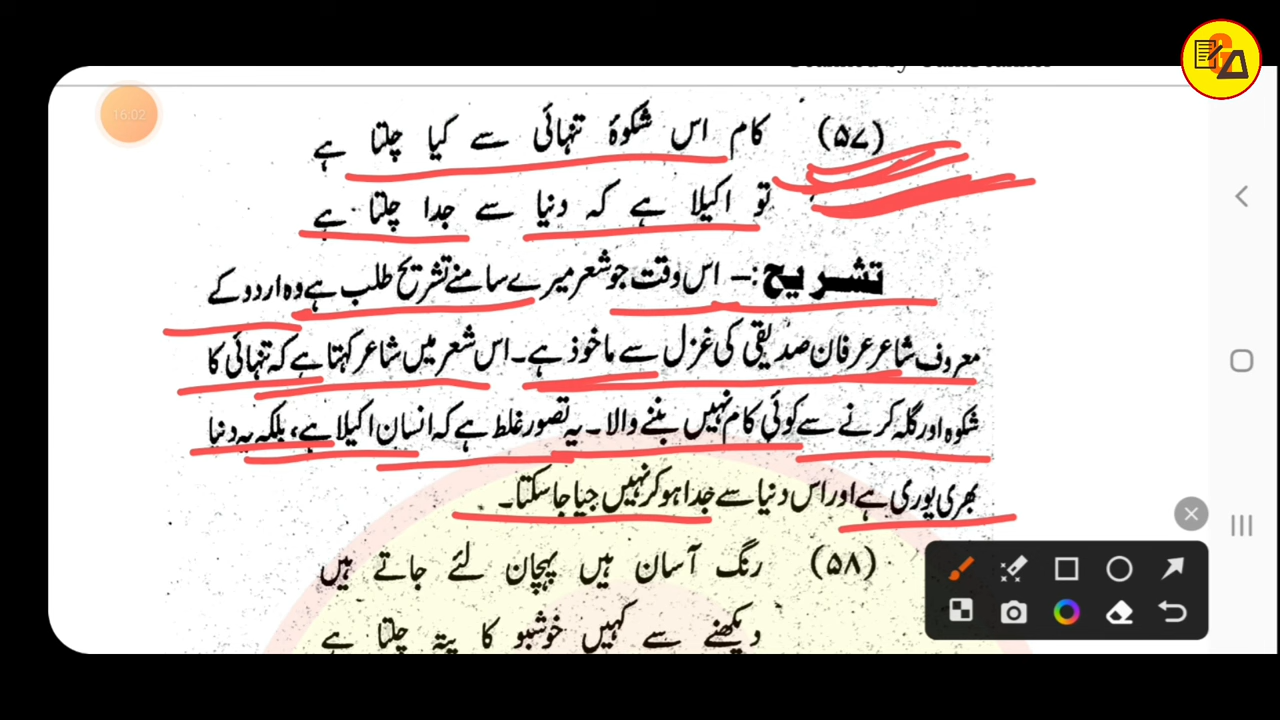 16:02
(۵۷) کام اس شکوۂ تنہائی سے کیا چلتا ہے
تو اکیلا ہے کہ دنیا سے جدا چلتا ہے
تشریح :– اس وقت جو شعر میرے سامنے تشریح طلب ہے وہ اردو کے
معروف شاعر عرفان صدیقی کی غزل سے ماخوذ ہے۔ اس شعر میں شاعر کہتا ہے کہ تنہائی کا
شکوہ اور گلہ کرنے سے کوئی کام نہیں بننے والا۔ یہ تصور غلط ہے کہ انسان اکیلا ہے، بلکہ یہ دنیا
بھری پوری ہے اور اس دنیا سے جدا ہو کر نہیں جیا جا سکتا۔
(۵۸) رنگ آسان ہیں پہچان لئے جاتے ہیں
دیکھنے سے کہیں خوشبو کا پتہ چلتا ہے